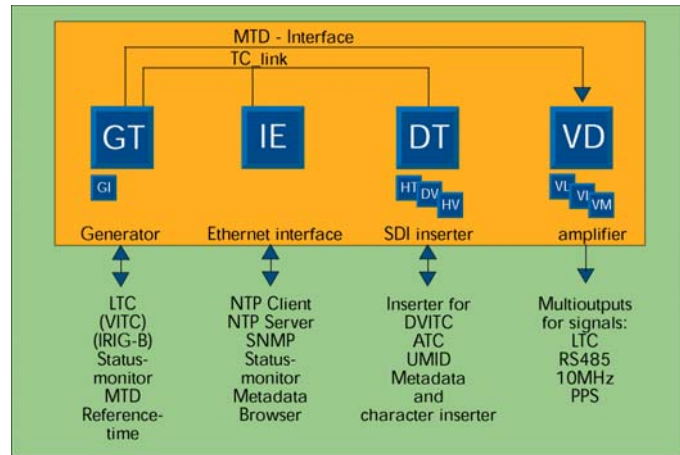 MTD - Interface
TC_link
GT
IE
DT
VD
GI
HT
DV
HV
VL
VI
VM
Generator
Ethernet interface
SDI inserter
amplifier
LTC
(VITC)
(IRIG-B)
Status-
monitor
MTD
Reference-
time
NTP Client
NTP Server
SNMP
Status-
monitor
Metadata
Browser
Inserter for
DVITC
ATC
UMID
Metadata
and
character inserter
Multioutputs
for signals:
LTC
RS485
10MHz
PPS